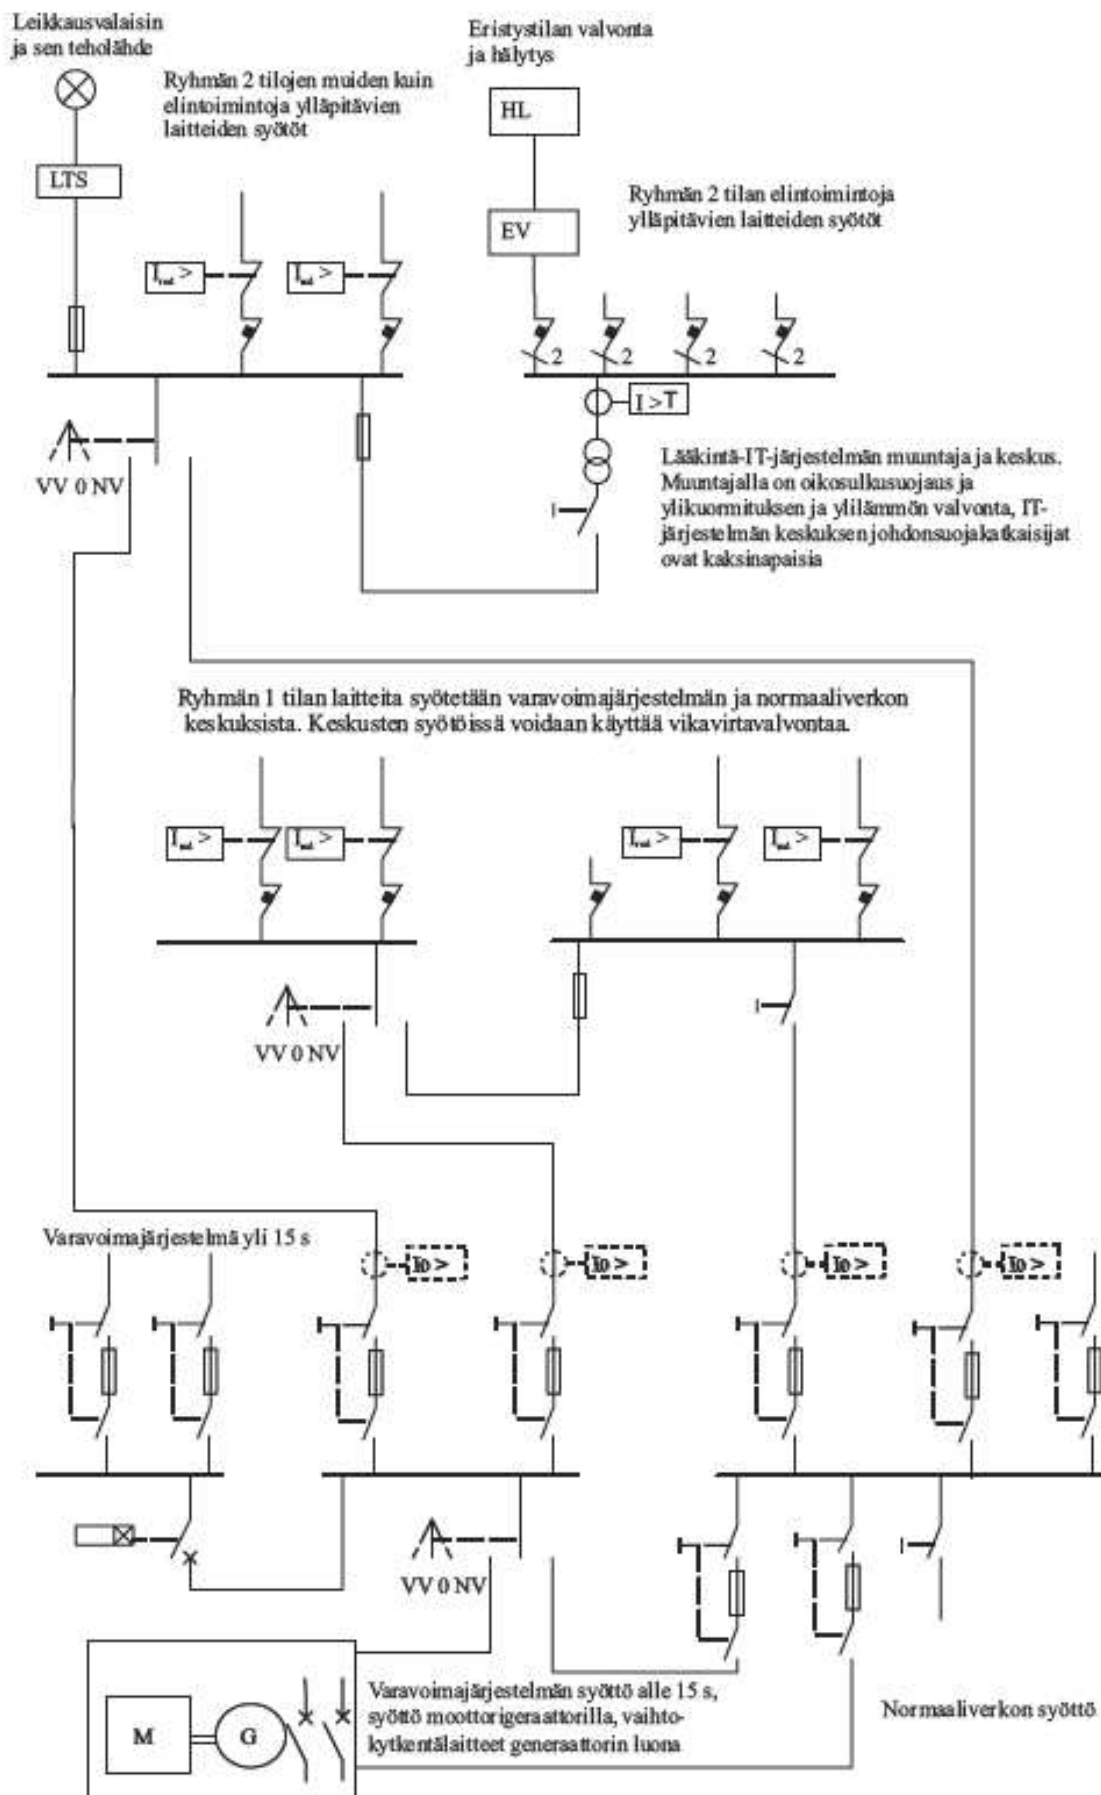 Leikkausvalaisin
ja sen teholähde
Eristystilan valvonta
ja hälytys
Ryhmän 2 tilojen muiden kuin
elintoimintoja ylläpitävien
laitteiden syötöt
HL
LTS
Ryhmän 2 tilan elintoimintoja
ylläpitävien laitteiden syötöt
EV
2
2
2
2
I >T
VV 0 NV
Lääkintä-IT-järjestelmän muuntaja ja keskus.
Muuntajalla on oikosulkusuojaus ja
ylikuormituksen ja ylilämmön valvonta, IT-
järjestelmän keskuksen johdonsuojakatkaisijat
ovat kaksinapaisia
Ryhmän 1 tilan laitteita syötetään varavoimajärjestelmän ja normaaliverkon
keskuksista. Keskusten syötöissä voidaan käyttää vikavirtavalvontaa.
VV 0 NV
Varavoimajärjestelmä yli 15 s
Io >
Io >
Io >
Io >
VV 0 NV
M
G
Varavoimajärjestelmän syöttö alle 15 s,
syöttö moottorigeraattorilla, vaihto-
kytkentälaitteet generaattorin luona
Normaaliverkon syöttö